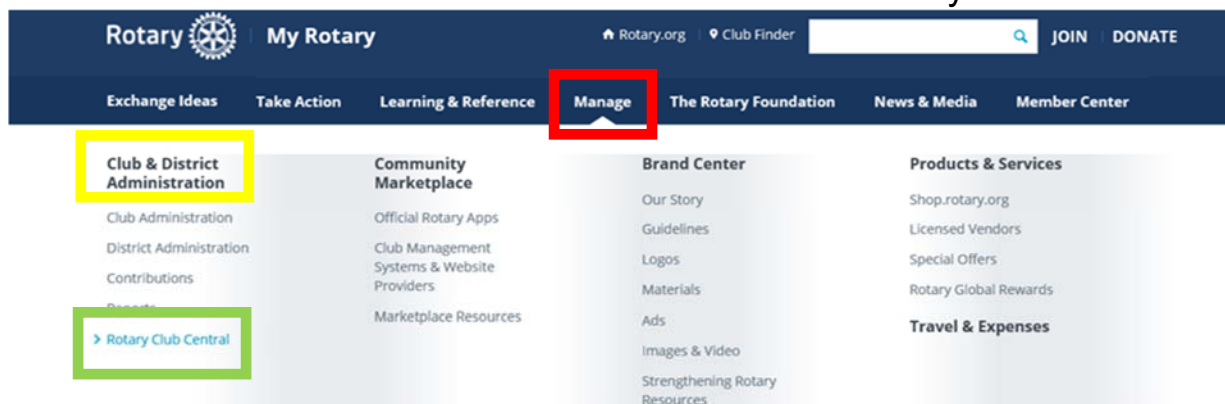 Rotary | My Rotary
Rotary.org | Club Finder
JOIN | DONATE
Exchange Ideas
Take Action
Learning & Reference
Manage
The Rotary Foundation
News & Media
Member Center
Club & District
Administration
Club Administration
District Administration
Contributions
Reports
> Rotary Club Central
Community
Marketplace
Official Rotary Apps
Club Management
Systems & Website
Providers
Marketplace Resources
Brand Center
Our Story
Guidelines
Logos
Materials
Ads
Images & Video
Strengthening Rotary
Resources
Products & Services
Shop.rotary.org
Licensed Vendors
Special Offers
Rotary Global Rewards
Travel & Expenses